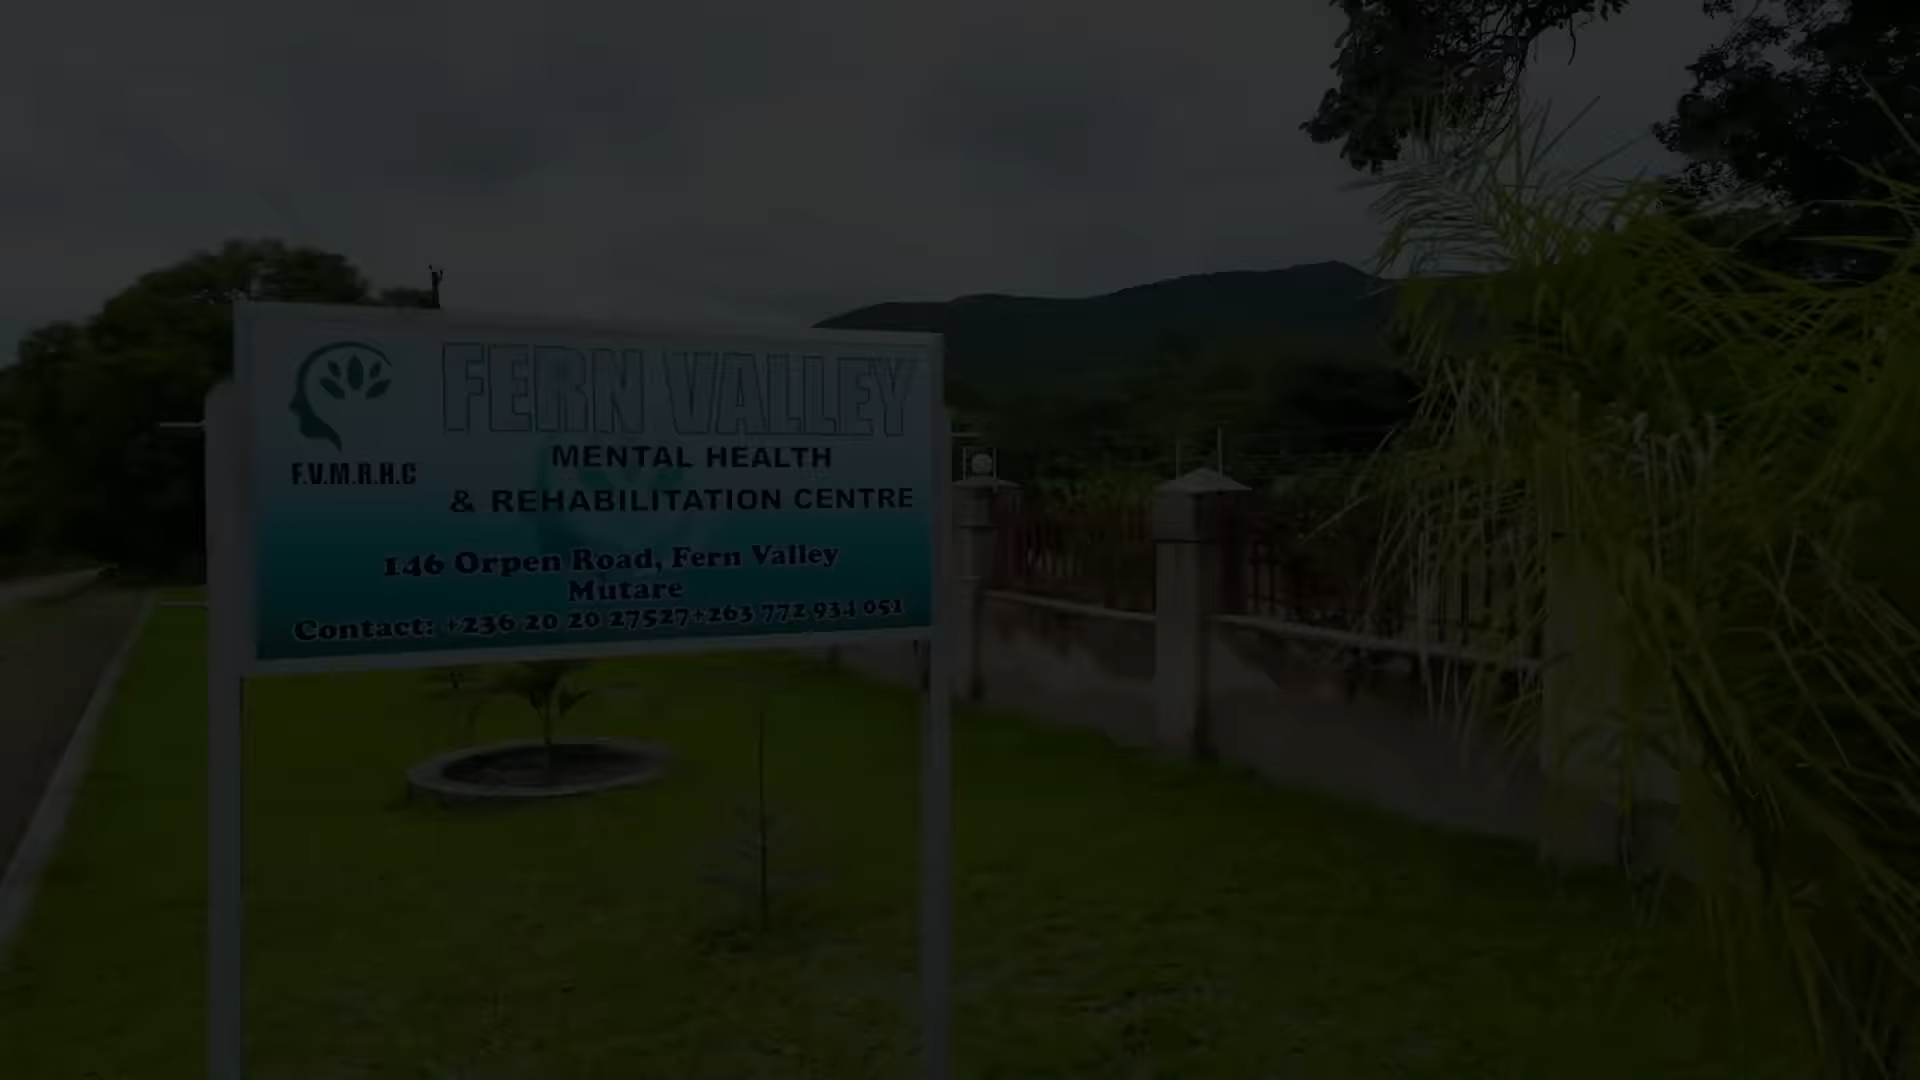 FERN VALLEY
MENTAL HEALTH
& REHABILITATION CENTRE
F.V.M.R.H.C
146 Orpen Road, Fern Valley
Mutare
Contact: +236 20 20 27527+263 772 934 051